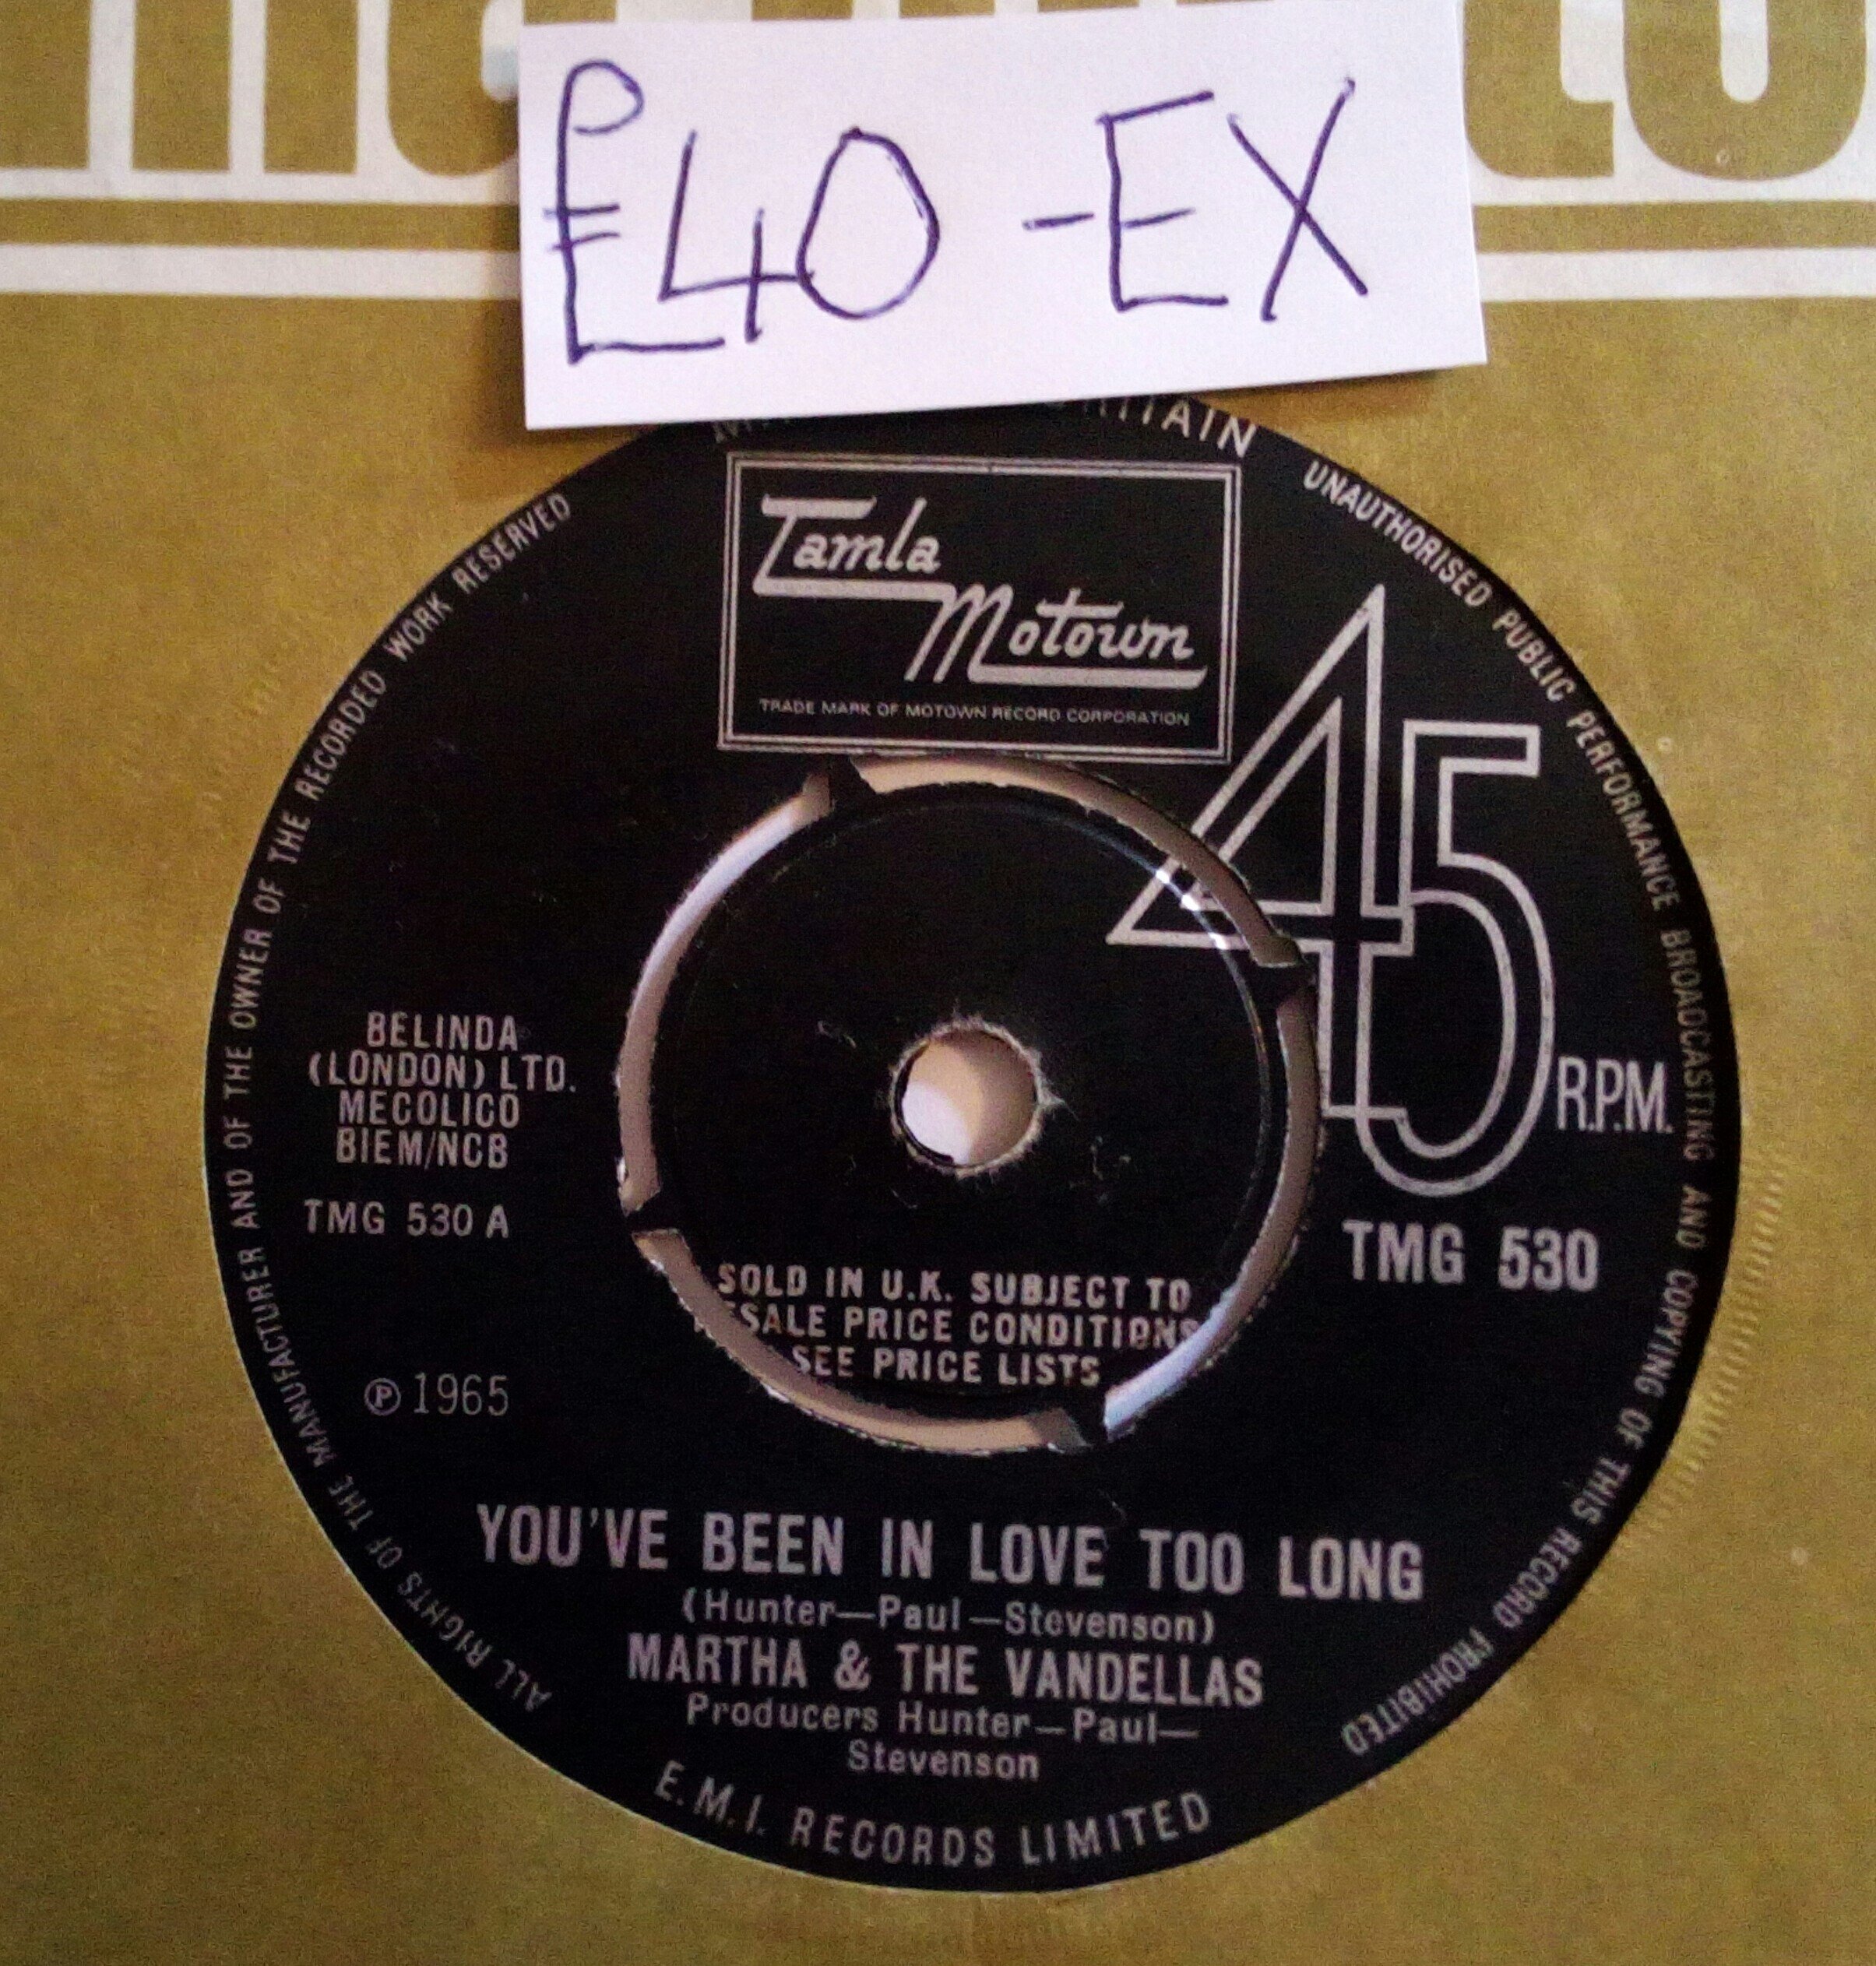 £40 - EX
Tamla
Motown
TRADE MARK OF MOTOWN RECORD CORPORATION
UNAUTHORISED PUBLIC PERFORMANCE BROADCASTING AND COPYING OF THIS RECORD PROHIBITED
ALL RIGHTS OF THE MANUFACTURER AND OF THE OWNER OF THE RECORDED WORK RESERVED
45
R.P.M.
BELINDA
(LONDON) LTD.
MECOLICO
BIEM/NCB
TMG 530 A
TMG 530
SOLD IN U.K. SUBJECT TO
SALE PRICE CONDITIONS
SEE PRICE LISTS
℗ 1965
YOU'VE BEEN IN LOVE TOO LONG
(Hunter—Paul—Stevenson)
MARTHA & THE VANDELLAS
Producers Hunter—Paul—
Stevenson
E.M.I. RECORDS LIMITED